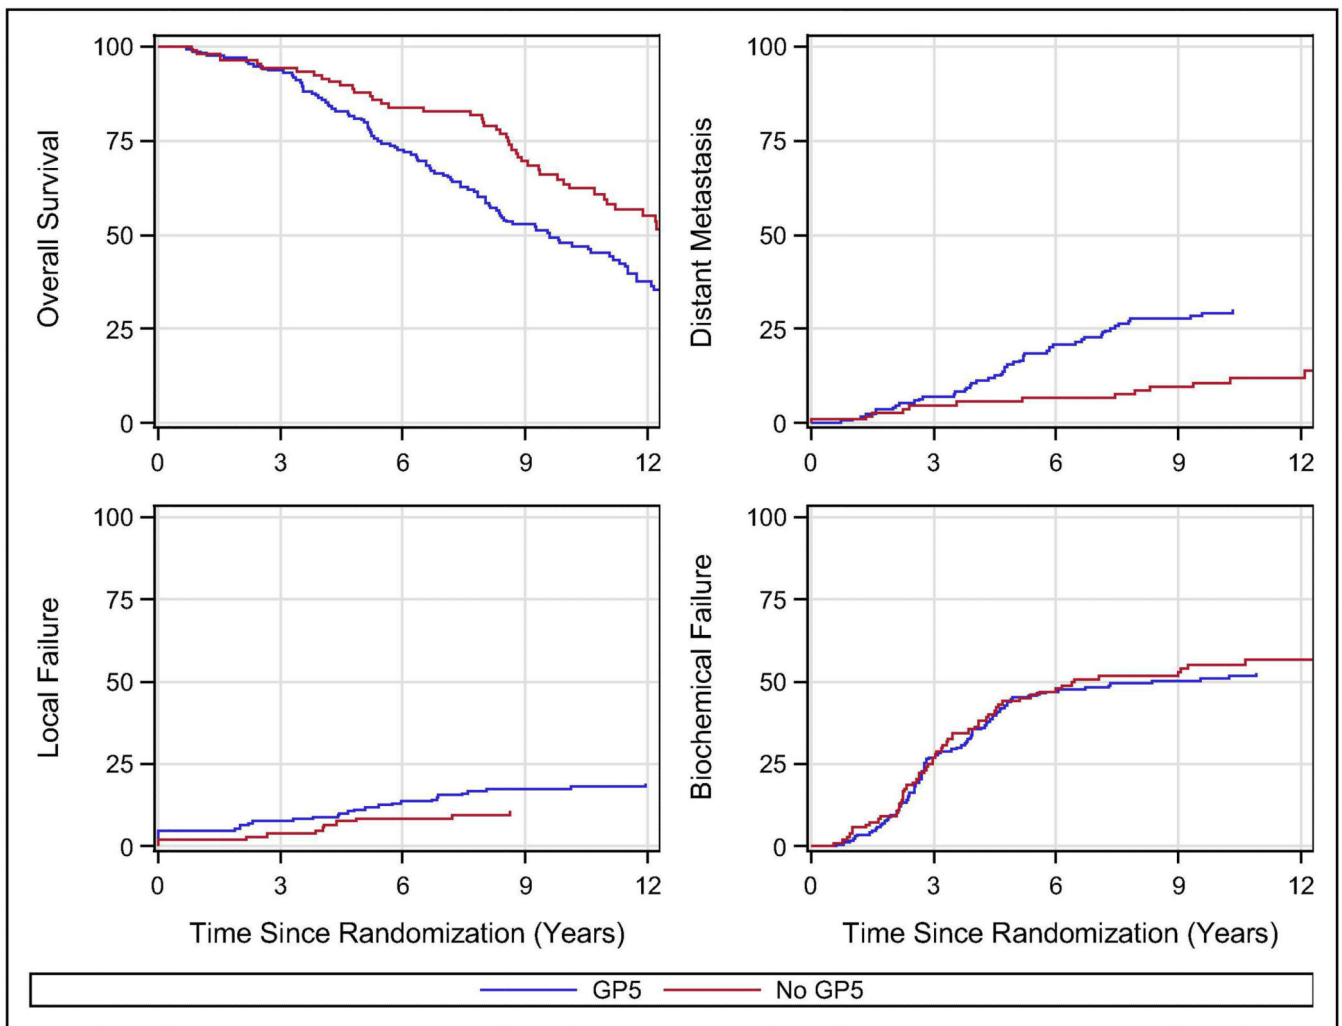 Overall Survival
100
75
50
25
0
0 3 6 9 12
Distant Metastasis
100
75
50
25
0
0 3 6 9 12
Local Failure
100
75
50
25
0
0 3 6 9 12
Time Since Randomization (Years)
Biochemical Failure
100
75
50
25
0
0 3 6 9 12
Time Since Randomization (Years)
GP5 No GP5